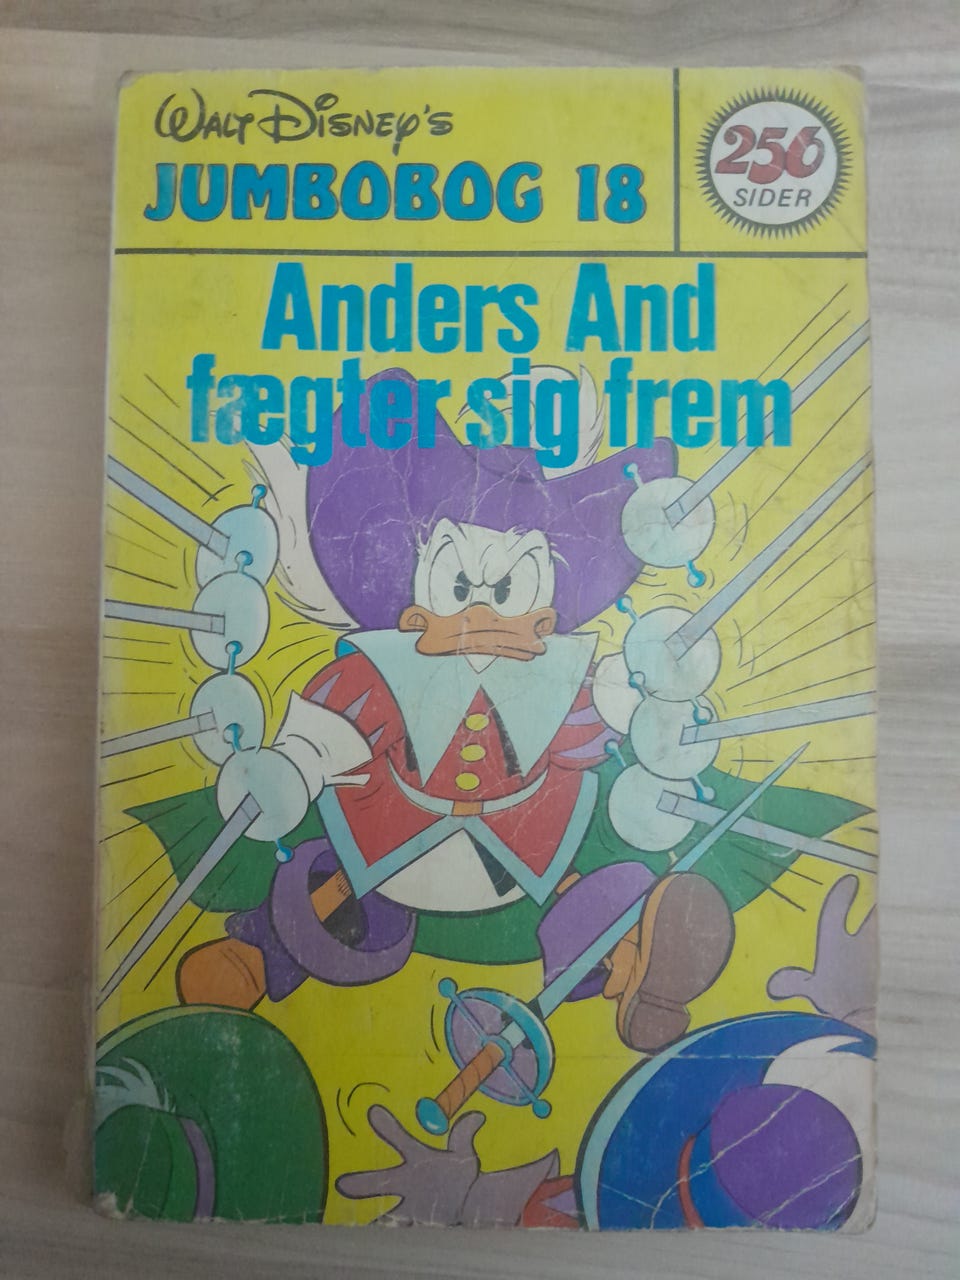 WALT DISNEY'S
JUMBOBOG 18
256
SIDER
Anders And
fægter sig frem